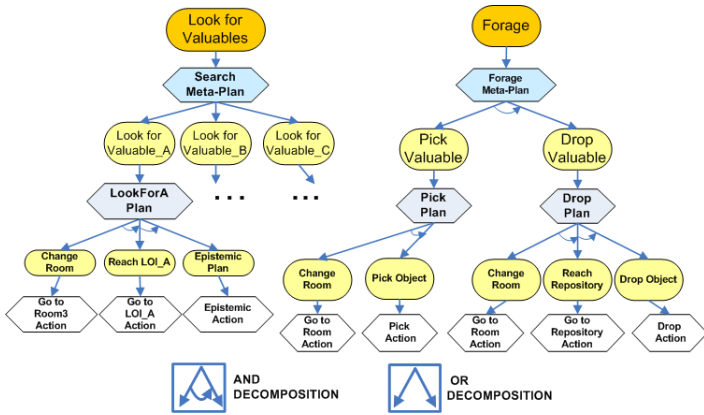 Look for
Valuables
Forage
Search
Meta-Plan
Forage
Meta-Plan
Look for
Valuable_A
Look for
Valuable_B
Look for
Valuable_C
Pick
Valuable
Drop
Valuable
LookForA
Plan
...
...
Pick
Plan
Drop
Plan
Change
Room
Reach LOI_A
Epistemic
Plan
Change
Room
Pick Object
Change
Room
Reach
Repository
Drop Object
Go to
Room3
Action
Go to
LOI_A
Action
Epistemic
Action
Go to
Room
Action
Pick
Action
Go to
Room
Action
Go to
Repository
Action
Drop
Action
AND
DECOMPOSITION
OR
DECOMPOSITION